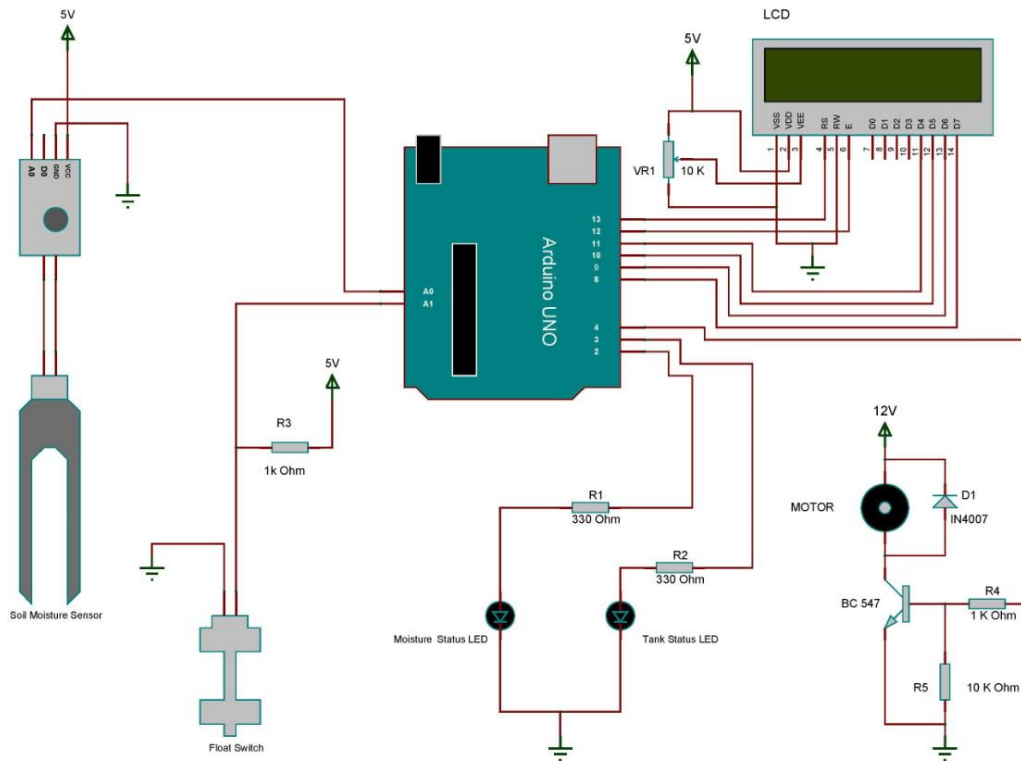 LCD
5V
5V
VSS
VDD
VEE
RS
RW
E
D0
D1
D2
D3
D4
D5
D6
D7
1
2
3
4
5
6
7
8
9
10
11
12
13
14
A0
D0
GND
VCC
VR1
10 K
Arduino UNO
13
12
11
10
9
8
4
3
2
A0
A1
5V
R3
1k Ohm
12V
MOTOR
D1
IN4007
R1
330 Ohm
R2
330 Ohm
BC 547
R4
1 K Ohm
Soil Moisture Sensor
Moisture Status LED
Tank Status LED
R5
10 K Ohm
Float Switch